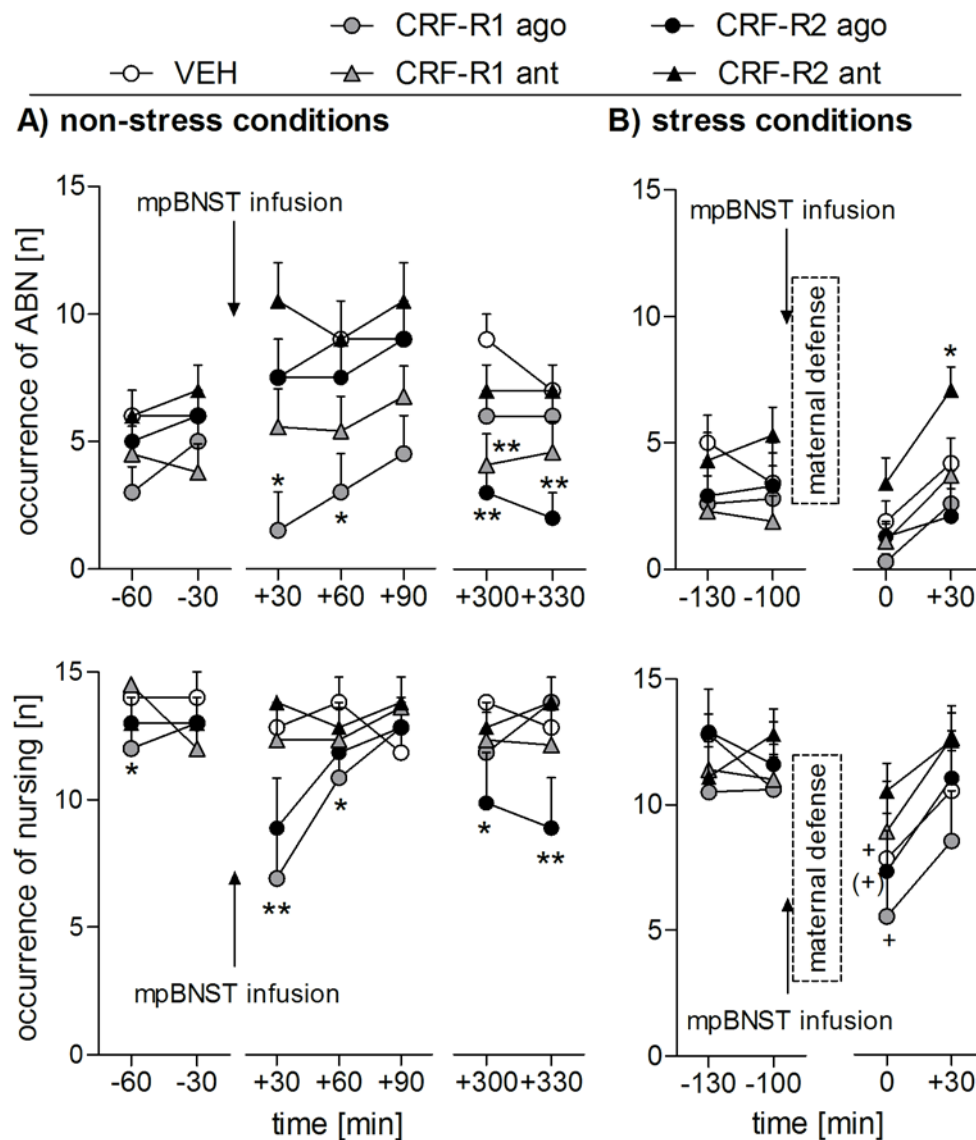 CRF-R1 ago CRF-R2 ago
VEH CRF-R1 ant CRF-R2 ant
A) non-stress conditions B) stress conditions
15 15
mpBNST infusion mpBNST infusion
occurrence of ABN [n]
10 10
maternal defense
*
5 5
* * ** ** **
0 0
-60 -30 +30 +60 +90 +300 +330 -130 -100 0 +30
15 15
occurrence of nursing [n]
* ** * * **
10 10
maternal defense
+
(+)
+
5 5
mpBNST infusion mpBNST infusion
0 0
-60 -30 +30 +60 +90 +300 +330 -130 -100 0 +30
time [min] time [min]